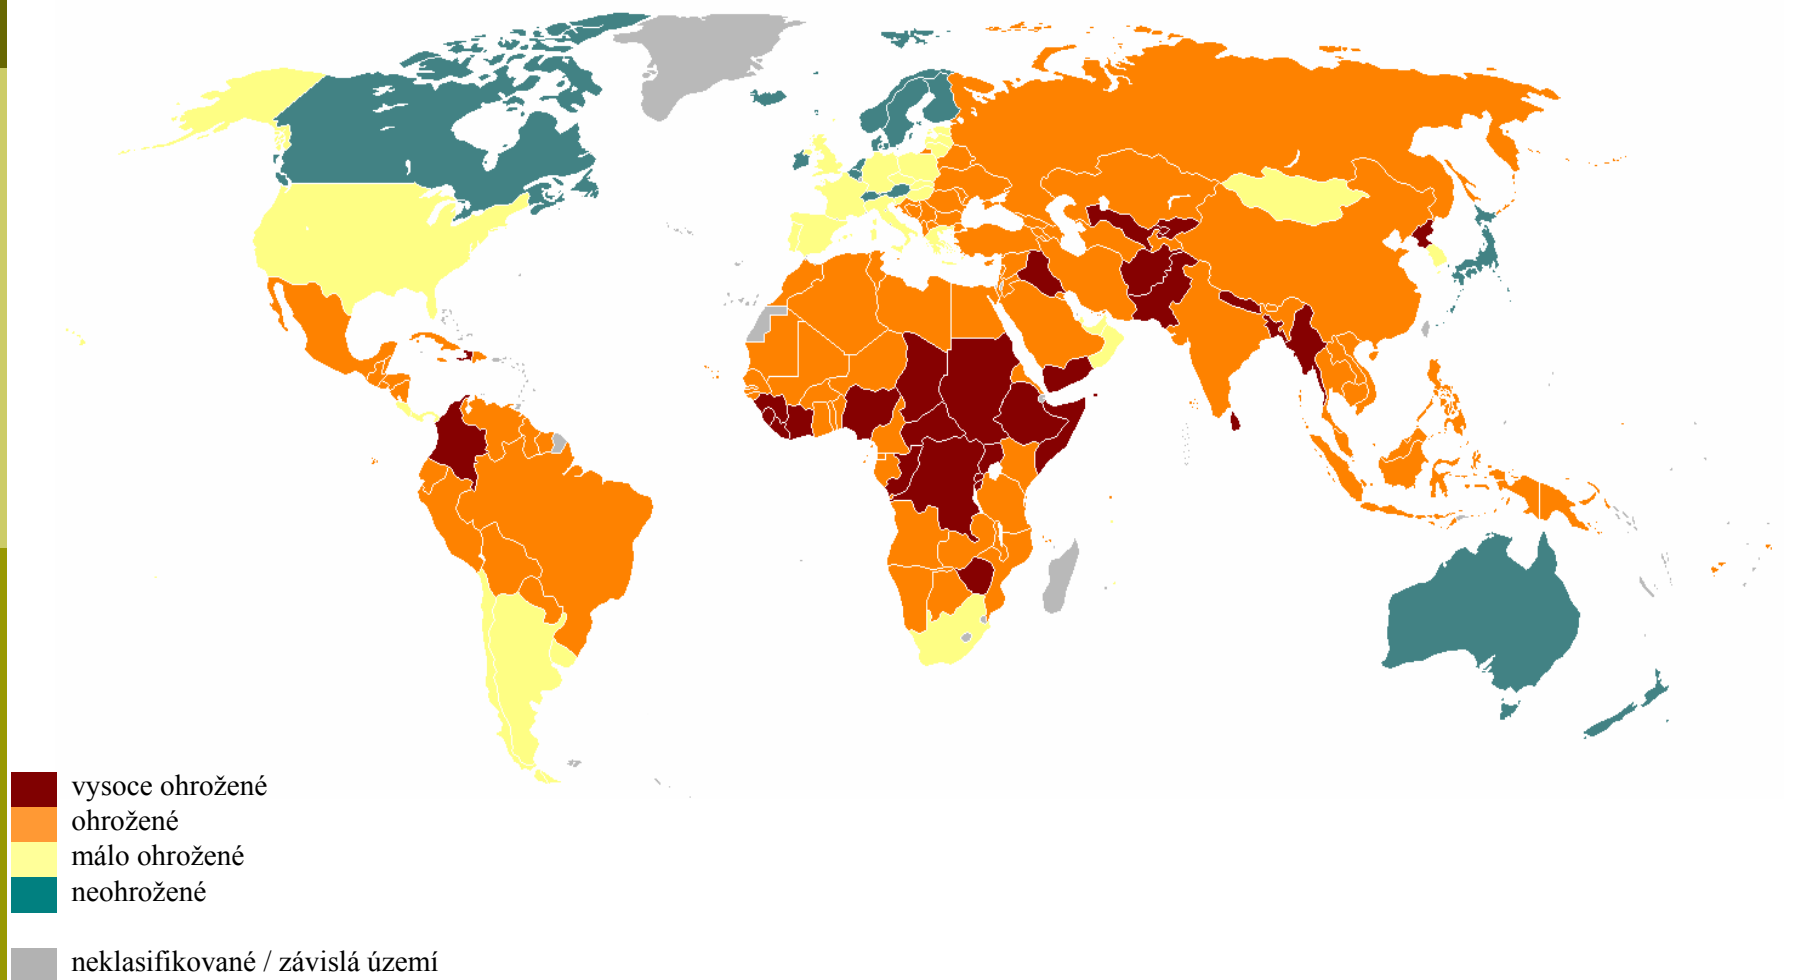 vysoce ohrožené
ohrožené
málo ohrožené
neohrožené
neklasifikované / závislá území